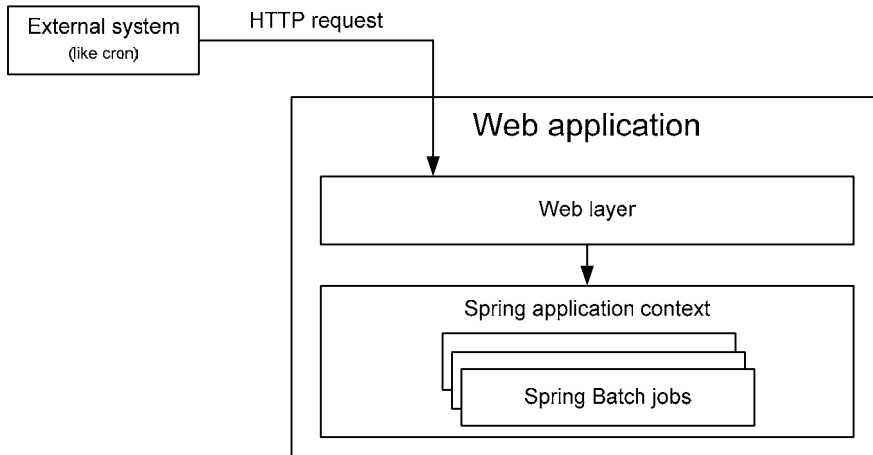 External system
(like cron)
HTTP request
Web application
Web layer
Spring application context
Spring Batch jobs